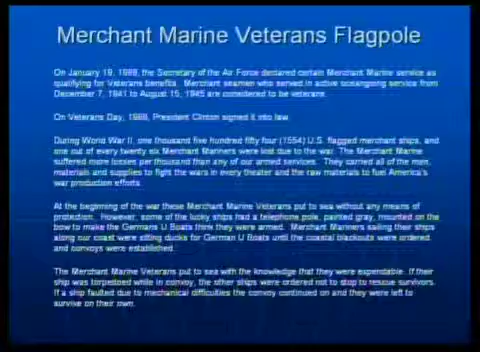 Merchant Marine Veterans Flagpole
On January 19, 1988, the Secretary of the Air Force declared certain Merchant Marine service as
qualifying for Veterans benefits. Merchant seamen who served in active oceangoing service from
December 7, 1941 to August 15, 1945 are considered to be veterans.
On Veterans Day, 1998, President Clinton signed it into law.
During World War II, one thousand five hundred fifty four (1554) U.S. flagged merchant ships, and
one out of every twenty six Merchant Mariners were lost due to the war. The Merchant Marine
suffered more losses per thousand than any of our armed services. They carried all of the men,
materials and supplies to fight the wars in every theater and the raw materials to fuel America's
war production efforts.
At the beginning of the war these Merchant Marine Veterans put to sea without any means of
protection. However, some of the lucky ships had a telephone pole, painted gray, mounted on the
bow to make the Germans U Boats think they were armed. Merchant Mariners sailing their ships
along our coast were sitting ducks for German U Boats until the coastal blackouts were ordered
and convoys were established.
The Merchant Marine Veterans put to sea with the knowledge that they were expendable. If their
ship was torpedoed while in convoy, the other ships were ordered not to stop to rescue survivors.
If a ship faulted due to mechanical difficulties the convoy continued on and they were left to
survive on their own.